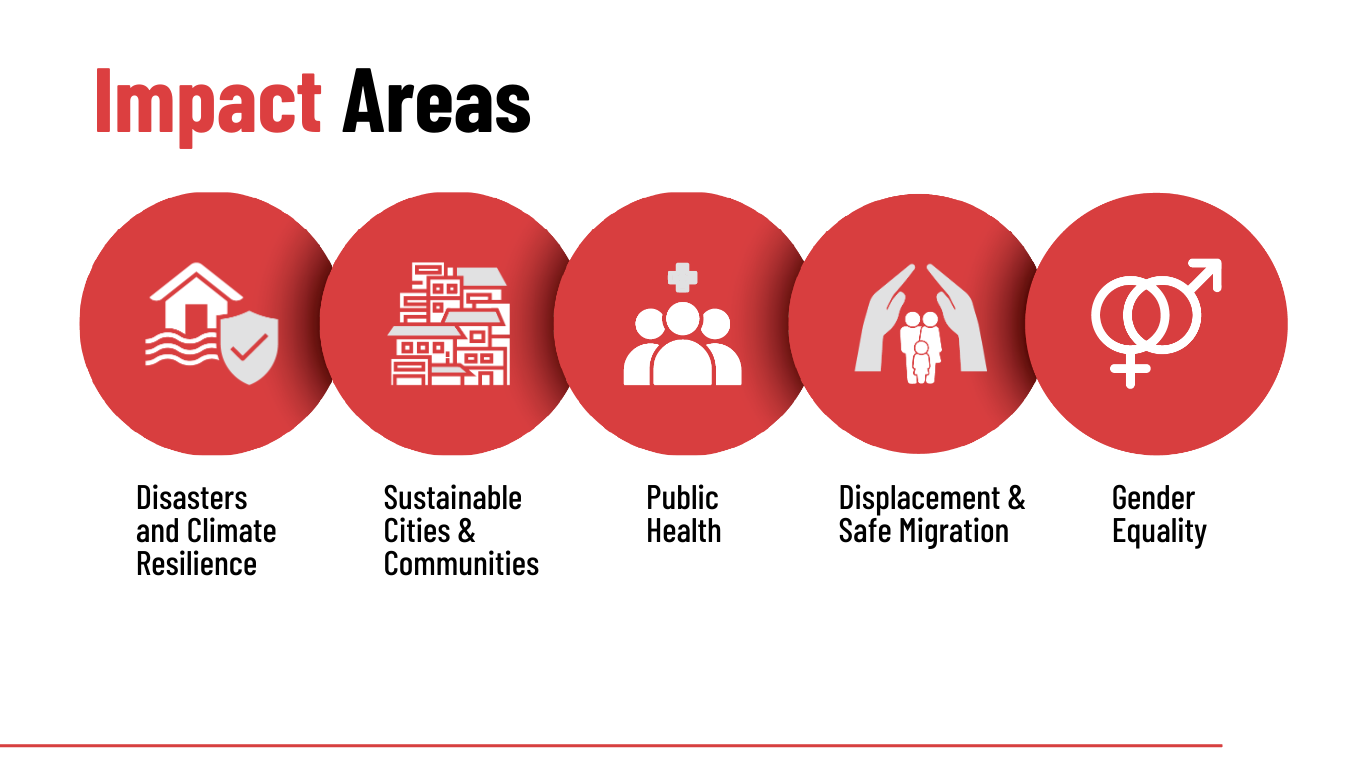 Impact Areas
Disasters
and Climate
Resilience
Sustainable
Cities &
Communities
Public
Health
Displacement &
Safe Migration
Gender
Equality